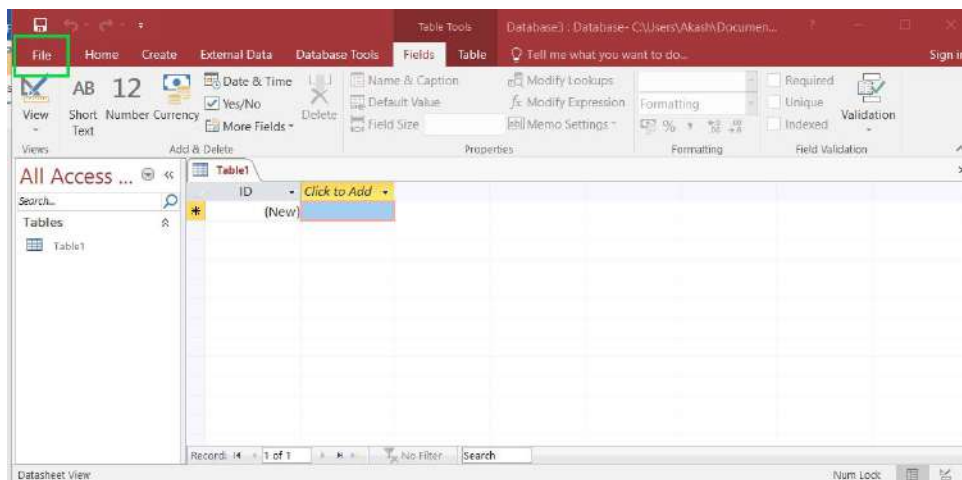 Table Tools
Database3 : Database- C:\Users\Akash\Documen...
?
File Home Create External Data Database Tools Fields Table Tell me what you want to do... Sign in
View
AB Short Text
12 Number
Currency
Date & Time
Yes/No
More Fields
Delete
Name & Caption
Default Value
Field Size
Modify Lookups
fx Modify Expression
ab Memo Settings
Formatting
%
Required
Unique
Indexed
Validation
Views Add & Delete Properties Formatting Field Validation
All Access ...
Search...
Tables
Table1
Table1
ID Click to Add
(New)
Record: 1 of 1 No Filter Search
Datasheet View Num Lock